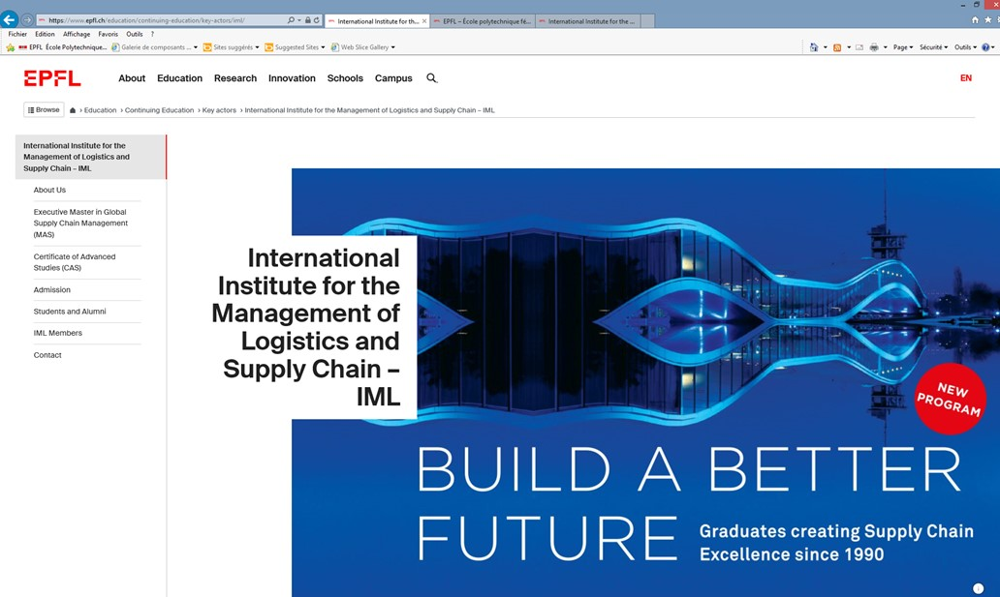 https://www.epfl.ch/education/continuing-education/key-actors/iml/
International Institute for th...
EPFL – École polytechnique fé...
International Institute for the ...
Fichier Edition Affichage Favoris Outils ?
EPFL École Polytechnique...
Galerie de composants ...
Sites suggérés
Suggested Sites
Web Slice Gallery
Page
Sécurité
Outils
EPFL
About Education Research Innovation Schools Campus
EN
Browse
› Education › Continuing Education › Key actors › International Institute for the Management of Logistics and Supply Chain – IML
International Institute for the
Management of Logistics and
Supply Chain – IML
About Us
Executive Master in Global
Supply Chain Management
(MAS)
Certificate of Advanced
Studies (CAS)
Admission
Students and Alumni
IML Members
Contact
International
Institute for the
Management of
Logistics and
Supply Chain –
IML
NEW
PROGRAM
BUILD A BETTER
FUTURE
Graduates creating Supply Chain
Excellence since 1990